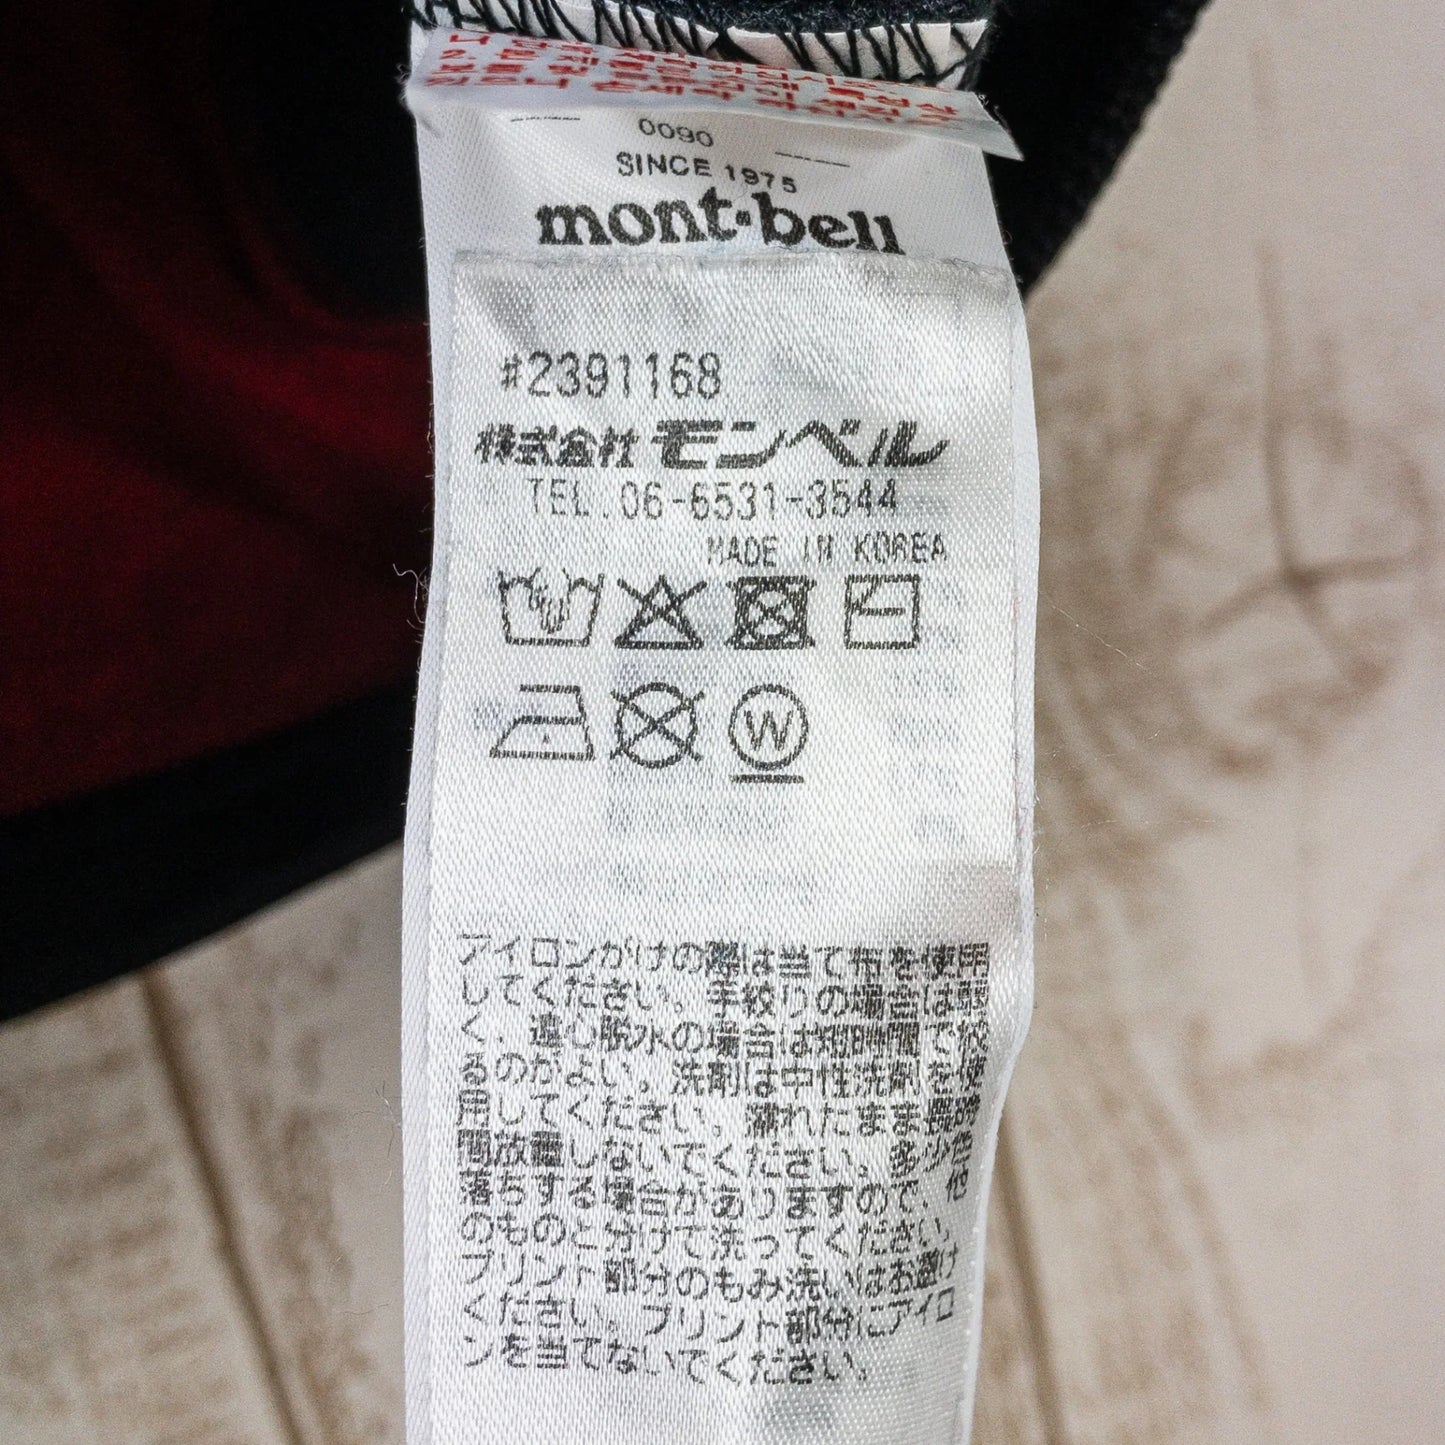 0090
SINCE 1975
mont-bell
#2391168
株式会社モンベル
TEL.06-6531-3544
MADE IN KOREA
W
アイロンがけの際は当て布を使用
してください。手絞りの場合は弱
く、遠心脱水の場合は短時間で絞
るのがよい。洗剤は中性洗剤を使
用してください。濡れたまま長時
間放置しないでください。多少色
落ちする場合がありますので、他
のものと分けて洗ってください。
プリント部分のもみ洗いはお避け
ください。プリント部分にアイロ
ンを当てないでください。